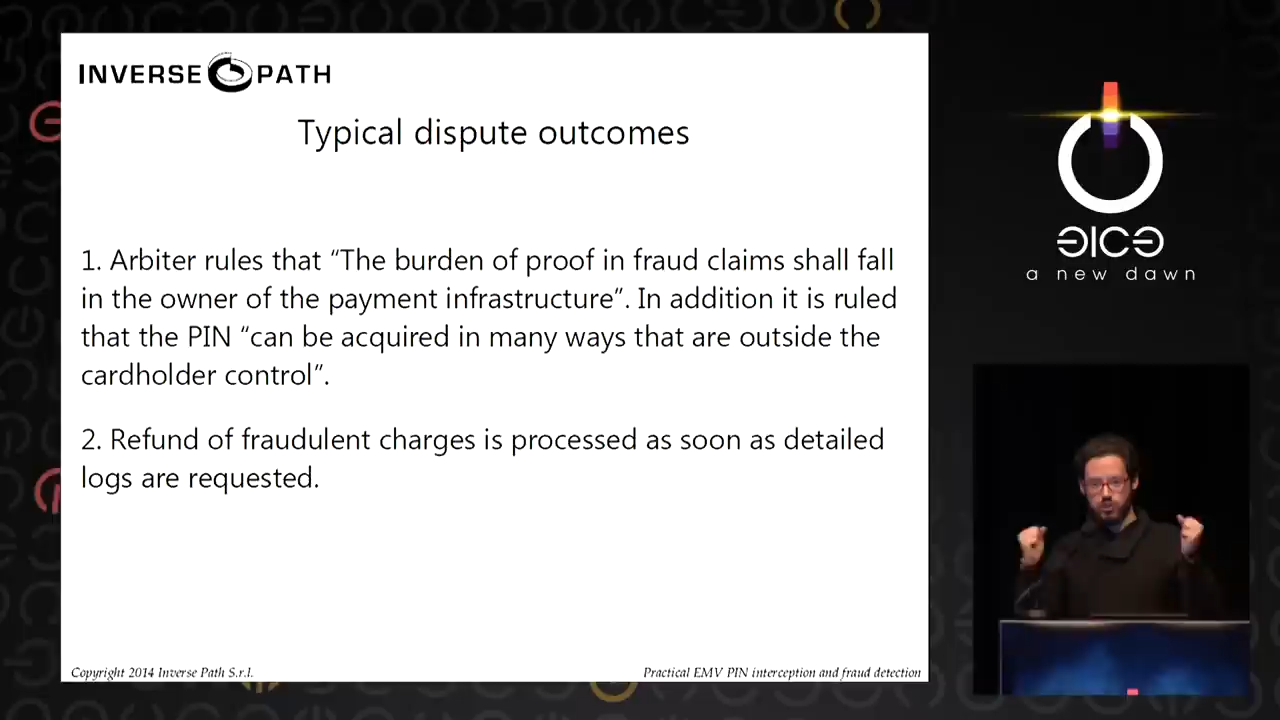 INVERSE PATH
Typical dispute outcomes
1. Arbiter rules that “The burden of proof in fraud claims shall fall
in the owner of the payment infrastructure”. In addition it is ruled
that the PIN “can be acquired in many ways that are outside the
cardholder control”.
2. Refund of fraudulent charges is processed as soon as detailed
logs are requested.
Copyright 2014 Inverse Path S.r.l.
Practical EMV PIN interception and fraud detection
a new dawn